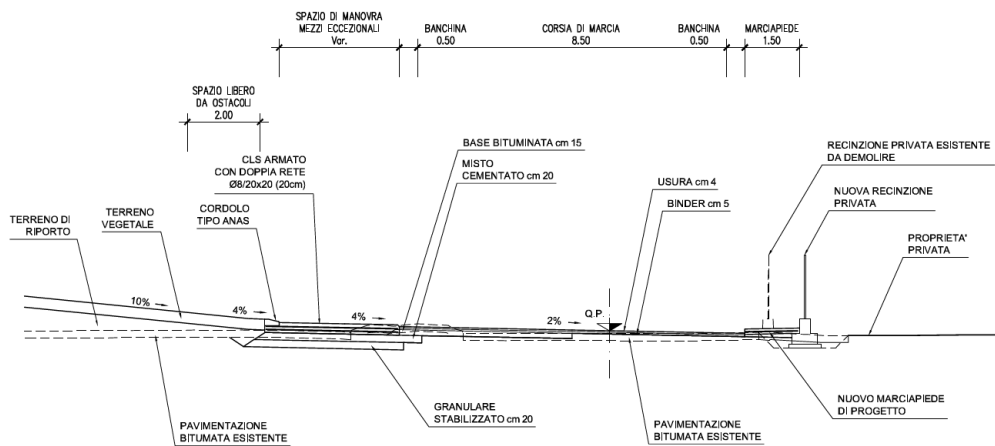 SPAZIO DI MANOVRA
MEZZI ECCEZIONALI
Var.
BANCHINA
0.50
CORSIA DI MARCIA
8.50
BANCHINA
0.50
MARCIAPIEDE
1.50
SPAZIO LIBERO
DA OSTACOLI
2.00
CLS ARMATO
CON DOPPIA RETE
Ø8/20x20 (20cm)
BASE BITUMINATA cm 15
MISTO
CEMENTATO cm 20
USURA cm 4
BINDER cm 5
RECINZIONE PRIVATA ESISTENTE
DA DEMOLIRE
NUOVA RECINZIONE
PRIVATA
PROPRIETA'
PRIVATA
TERRENO DI
RIPORTO
TERRENO
VEGETALE
CORDOLO
TIPO ANAS
10%
4%
4%
2%
Q.P.
PAVIMENTAZIONE
BITUMATA ESISTENTE
GRANULARE
STABILIZZATO cm 20
PAVIMENTAZIONE
BITUMATA ESISTENTE
NUOVO MARCIAPIEDE
DI PROGETTO